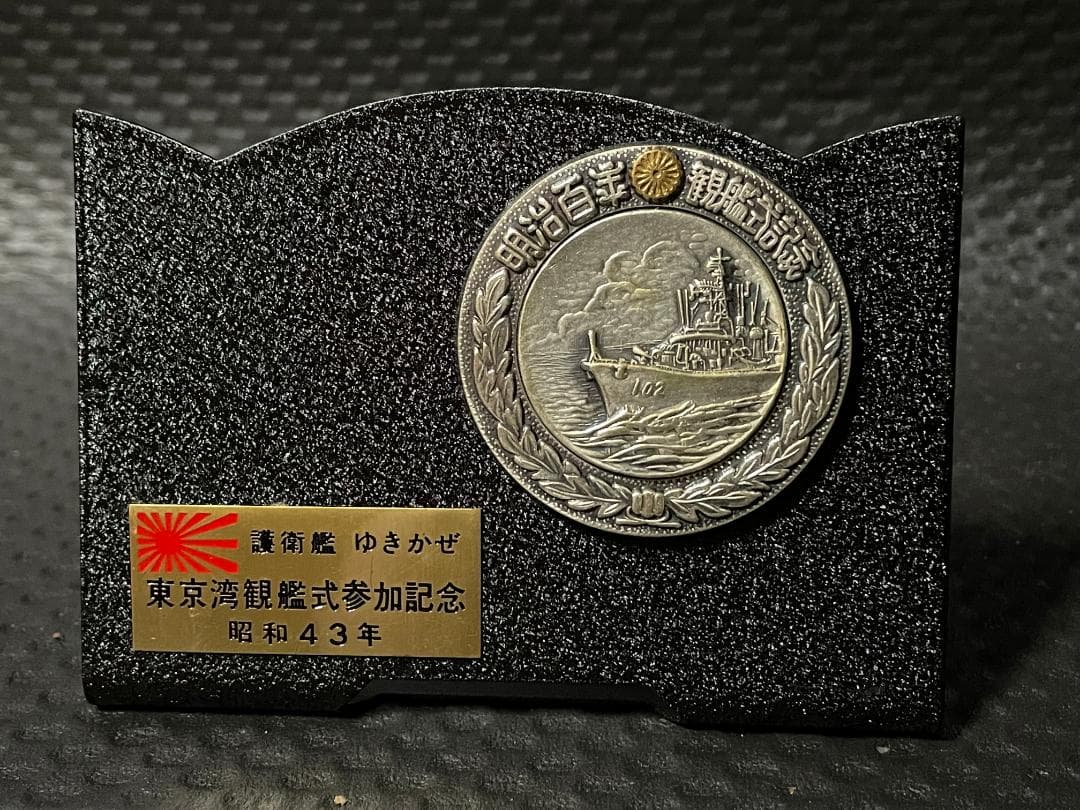 明治百年 観艦式記念
102
護衛艦 ゆきかぜ
東京湾観艦式参加記念
昭和43年